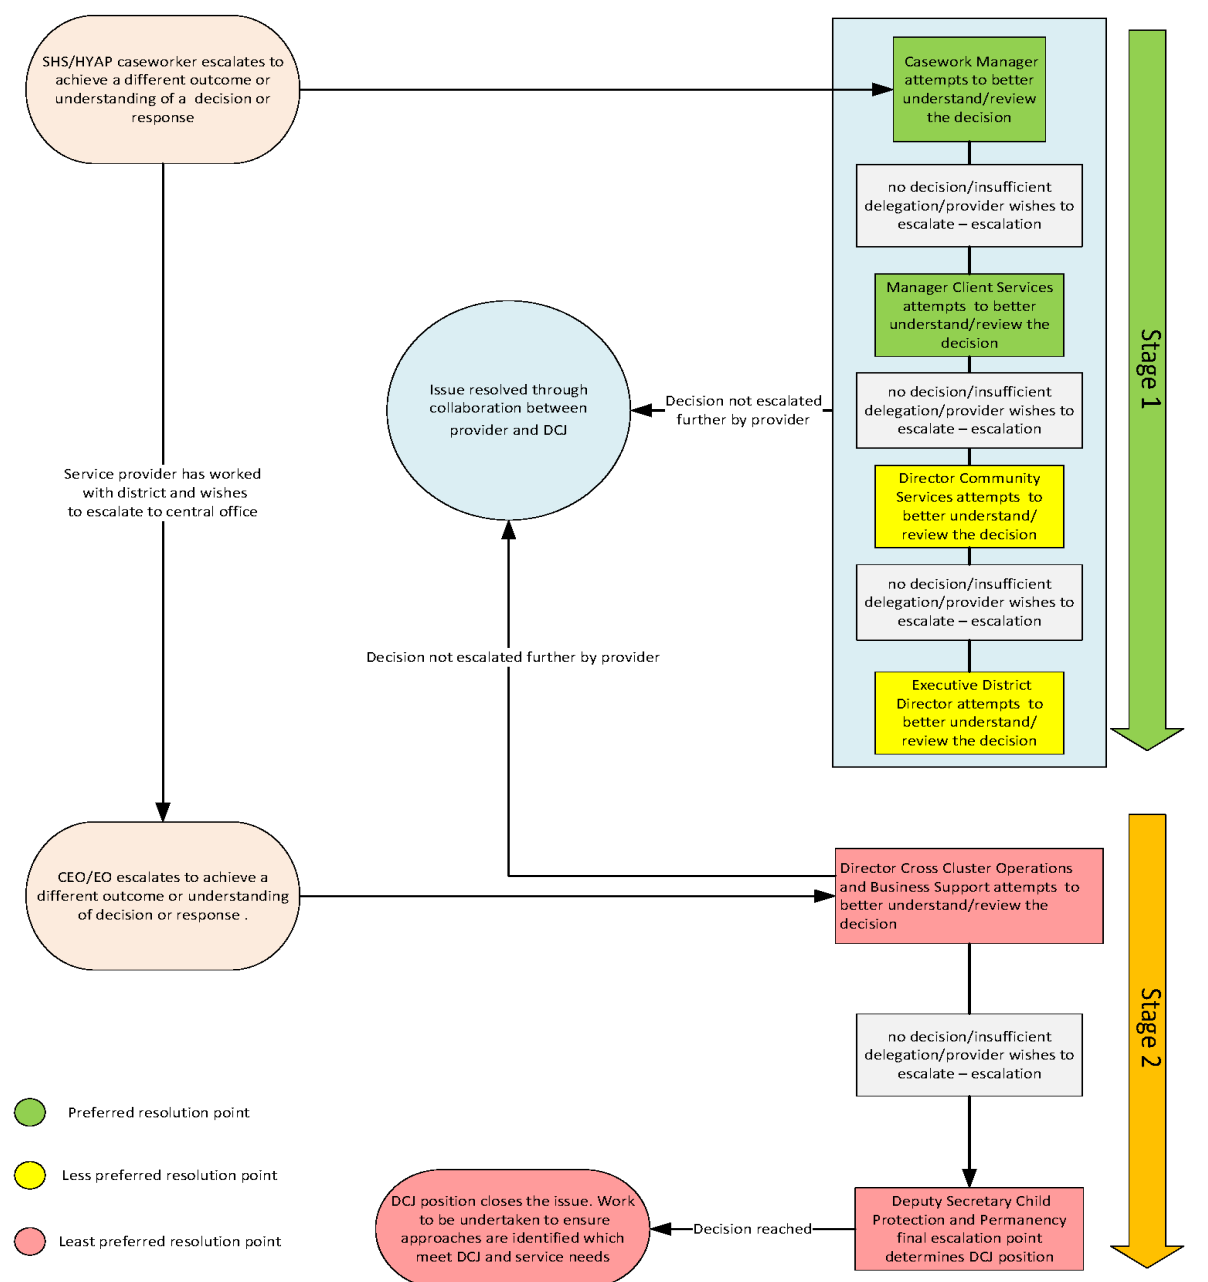 SHS/HYAP caseworker escalates to
achieve a different outcome or
understanding of a decision or
response
Casework Manager
attempts to better
understand/review
the decision
no decision/insufficient
delegation/provider wishes to
escalate – escalation
Manager Client Services
attempts to better
understand/review the
decision
Stage 1
Issue resolved through
collaboration between
provider and DCJ
Decision not escalated
further by provider
no decision/insufficient
delegation/provider wishes to
escalate – escalation
Service provider has worked
with district and wishes
to escalate to central office
Director Community
Services attempts to
better understand/
review the decision
no decision/insufficient
delegation/provider wishes to
escalate – escalation
Decision not escalated further by provider
Executive District
Director attempts to
better understand/
review the decision
CEO/EO escalates to achieve a
different outcome or understanding
of decision or response .
Director Cross Cluster Operations
and Business Support attempts to
better understand/review the
decision
Stage 2
no decision/insufficient
delegation/provider wishes to
escalate – escalation
Preferred resolution point
Less preferred resolution point
Least preferred resolution point
DCJ position closes the issue. Work
to be undertaken to ensure
approaches are identified which
meet DCJ and service needs
Decision reached
Deputy Secretary Child
Protection and Permanency
final escalation point
determines DCJ position